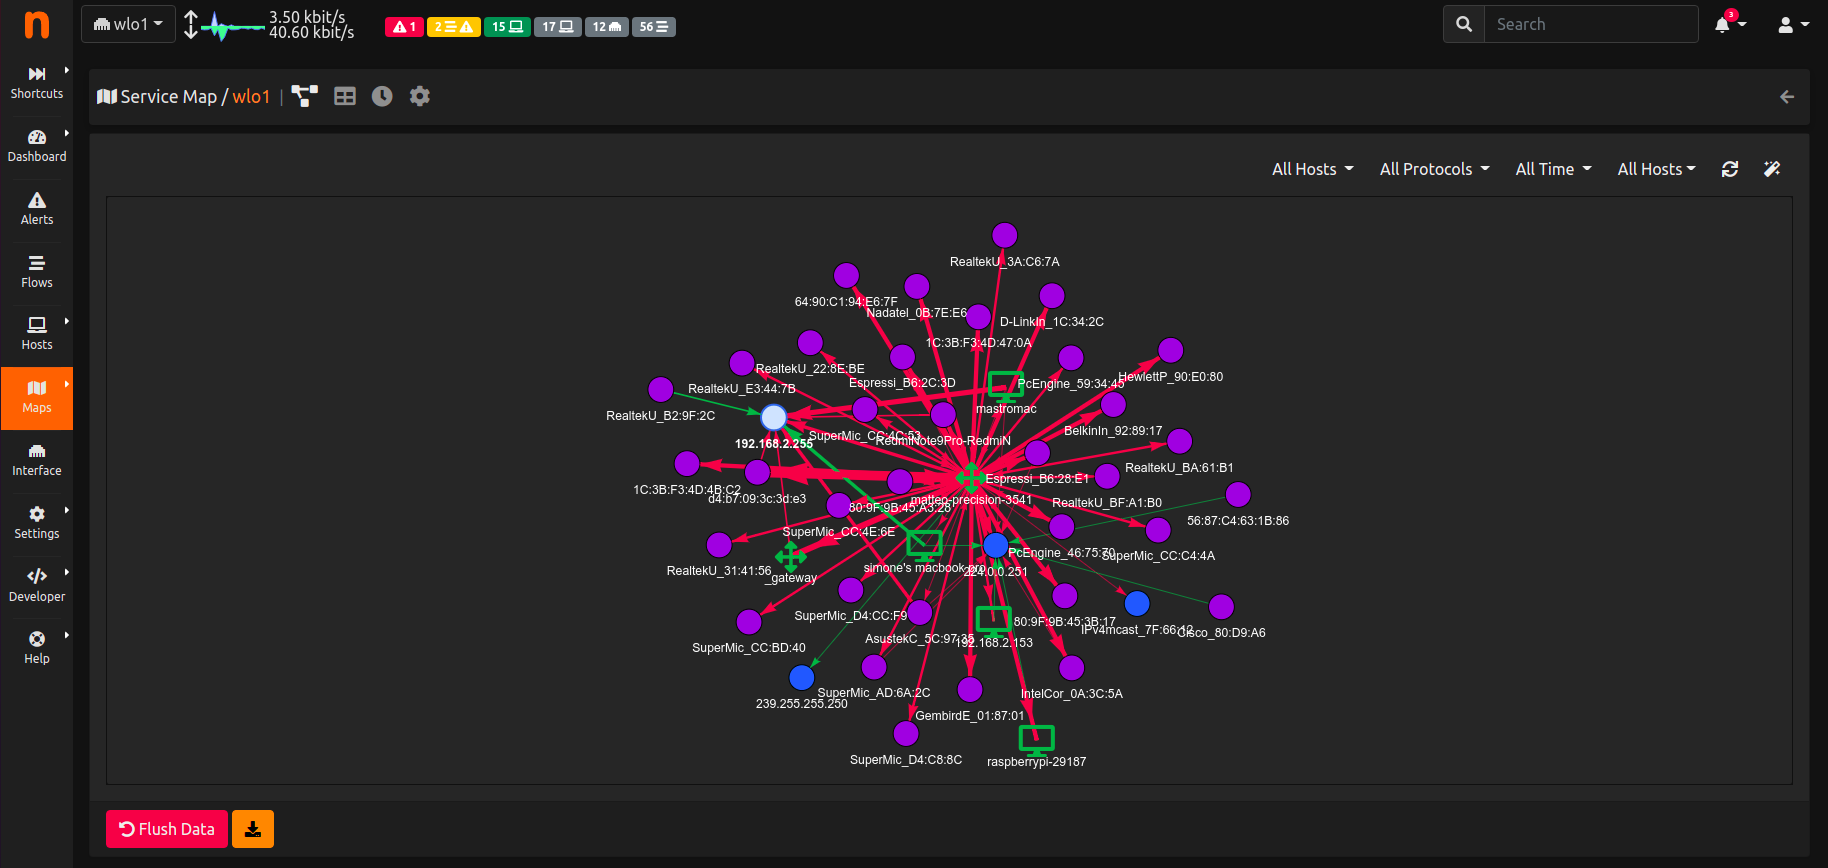 n
wlo1
3.50 kbit/s
40.60 kbit/s
1
2
15
17
12
56
Search
3
Shortcuts
Dashboard
Alerts
Flows
Hosts
Maps
Interface
Settings
Developer
Help
Service Map / wlo1 |
All Hosts
All Protocols
All Time
All Hosts
RealtekU_3A:C6:7A
64:90:C1:94:E6:7F
Nadatel_0B:7E:E6
D-LinkIn_1C:34:2C
1C:3B:F3:4D:47:0A
RealtekU_22:8E:BE
Espressi_B6:2C:3D
PcEngine_59:34:45
HewlettP_90:E0:80
RealtekU_E3:44:7B
RealtekU_B2:9F:2C
mastromac
192.168.2.255
SuperMic_CC:4C:53
RedmiNote9Pro-RedmiN
BelkinIn_92:89:17
RealtekU_BA:61:B1
Espressi_B6:28:E1
1C:3B:F3:4D:4B:C2
d4:b7:09:3c:3d:e3
matteo-precision-3541
80:9F:9B:45:A3:28
RealtekU_BF:A1:B0
56:87:C4:63:1B:86
SuperMic_CC:4E:6E
PcEngine_46:75:70
SuperMic_CC:C4:4A
RealtekU_31:41:56
_gateway
simone's macbook-pro
224.0.0.251
SuperMic_D4:CC:F9
80:9F:9B:45:3B:17
IPv4mcast_7F:66:12
Cisco_80:D9:A6
AsustekC_5C:97:35
192.168.2.153
SuperMic_CC:BD:40
SuperMic_AD:6A:2C
IntelCor_0A:3C:5A
239.255.255.250
GembirdE_01:87:01
SuperMic_D4:C8:8C
raspberrypi-29187
Flush Data